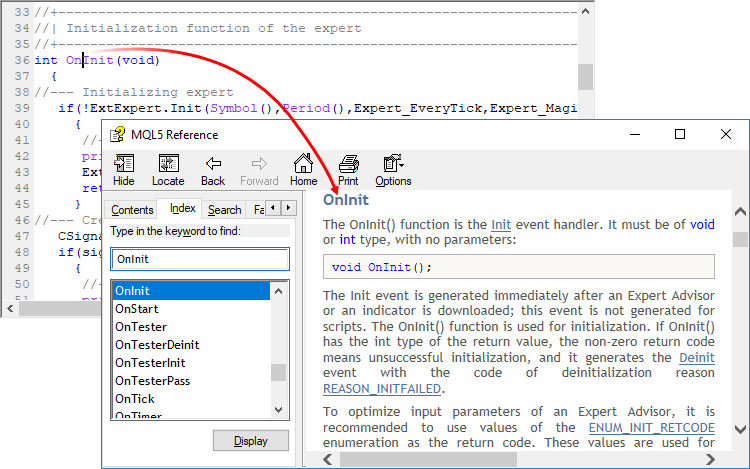 33 //+---------------------------------------------------------
34 //| Initialization function of the expert
35 //+---------------------------------------------------------
36 int OnInit(void)
37 {
38 //--- Initializing expert
39 if(!ExtExpert.Init(Symbol(),Period(),Expert_EveryTick,Expert_Magi
40 {
41 //-
42 pri
43 Ext
44 ret
45 }
46 //--- Cre
47 CSigna
48 if(sig
49 {
50 //-
51 pri
MQL5 Reference
Hide Locate Back Forward Home Print Options
Contents Index Search Fa
Type in the keyword to find:
OnInit
OnInit
OnStart
OnTester
OnTesterDeinit
OnTesterInit
OnTesterPass
OnTick
OnTimer
Display
OnInit
The OnInit() function is the Init event handler. It must be of void
or int type, with no parameters:
void OnInit();
The Init event is generated immediately after an Expert Advisor
or an indicator is downloaded; this event is not generated for
scripts. The OnInit() function is used for initialization. If OnInit()
has the int type of the return value, the non-zero return code
means unsuccessful initialization, and it generates the Deinit
event with the code of deinitialization reason
REASON_INITFAILED.
To optimize input parameters of an Expert Advisor, it is
recommended to use values of the ENUM_INIT_RETCODE
enumeration as the return code. These values are used for